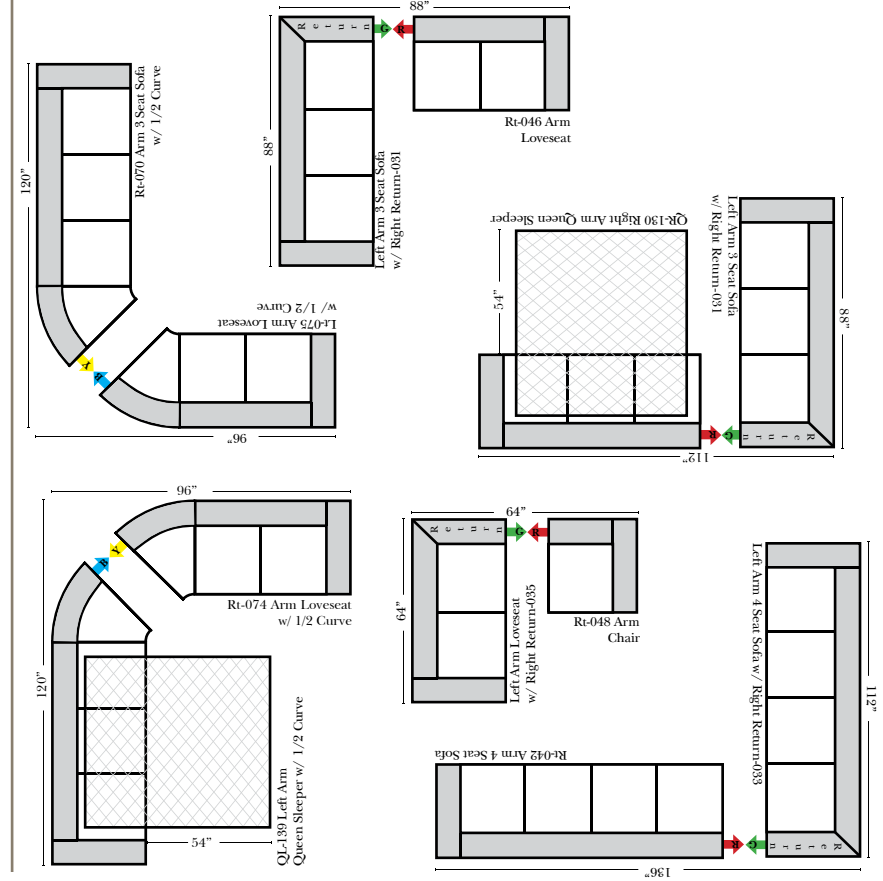 88”
Return
G
R
88”
Left Arm 3 Seat Sofa
w/ Right Return-031
Rt-046 Arm
Loveseat
120”
Rt-070 Arm 3 Seat Sofa
w/ 1/2 Curve
Y
B
Lt-075 Arm Loveseat
w/ 1/2 Curve
96”
QR-130 Right Arm Queen Sleeper
54”
Left Arm 3 Seat Sofa
w/ Right Return-031
88”
Return
G
R
112”
96”
B
Y
Rt-074 Arm Loveseat
w/ 1/2 Curve
120”
54”
QL-139 Left Arm
Queen Sleeper w/ 1/2 Curve
64”
Return
G
R
64”
Left Arm Loveseat
w/ Right Return-035
Rt-048 Arm
Chair
Rt-042 Arm 4 Seat Sofa
Left Arm 4 Seat Sofa w/ Right Return-033
112”
Return
G
R
136”